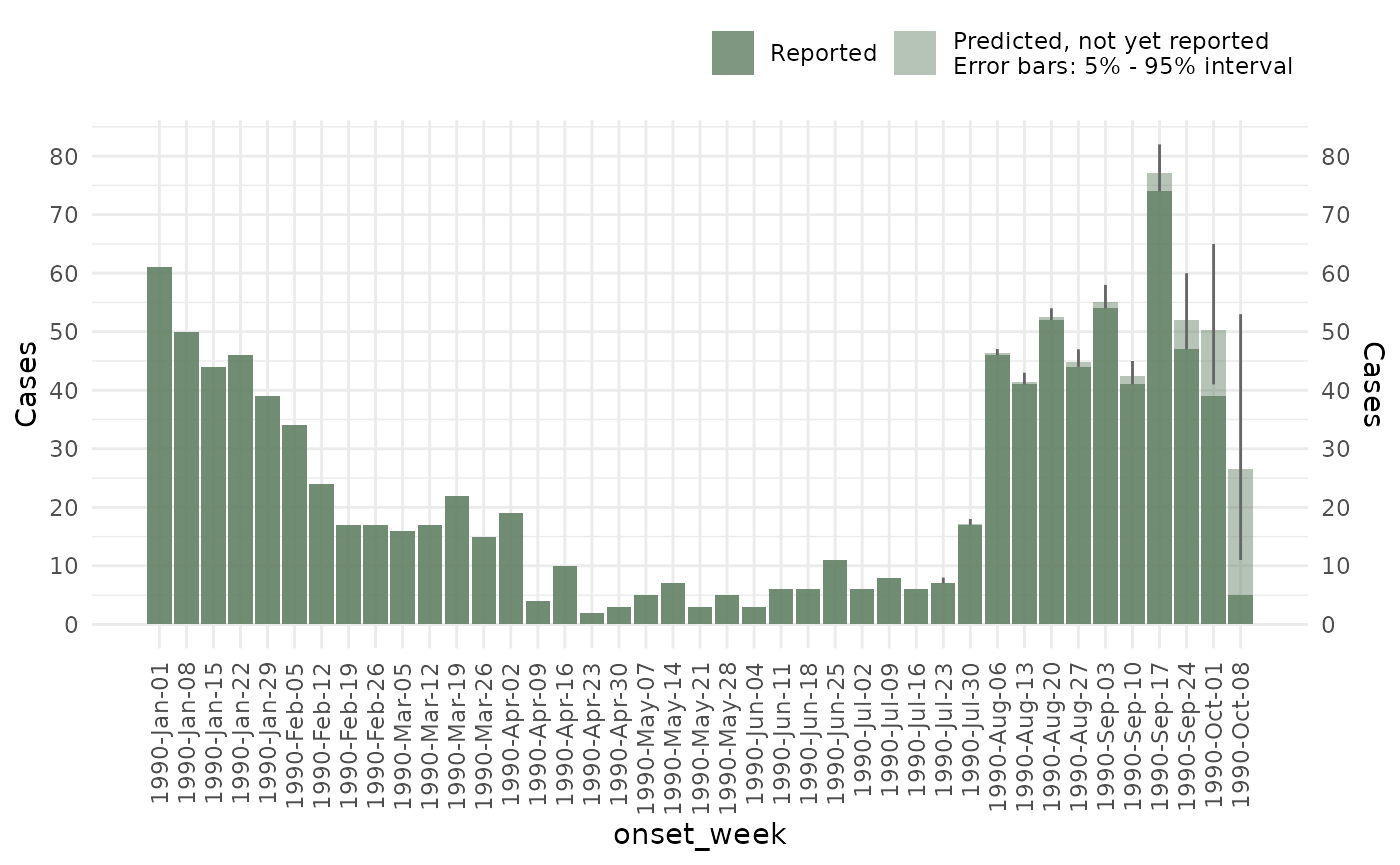 Reported
Predicted, not yet reported
Error bars: 5% - 95% interval
Cases
80
70
60
50
40
30
20
10
0
80
70
60
50
40
30
20
10
0
Cases
1990-Jan-01
1990-Jan-08
1990-Jan-15
1990-Jan-22
1990-Jan-29
1990-Feb-05
1990-Feb-12
1990-Feb-19
1990-Feb-26
1990-Mar-05
1990-Mar-12
1990-Mar-19
1990-Mar-26
1990-Apr-02
1990-Apr-09
1990-Apr-16
1990-Apr-23
1990-Apr-30
1990-May-07
1990-May-14
1990-May-21
1990-May-28
1990-Jun-04
1990-Jun-11
1990-Jun-18
1990-Jun-25
1990-Jul-02
1990-Jul-09
1990-Jul-16
1990-Jul-23
1990-Jul-30
1990-Aug-06
1990-Aug-13
1990-Aug-20
1990-Aug-27
1990-Sep-03
1990-Sep-10
1990-Sep-17
1990-Sep-24
1990-Oct-01
1990-Oct-08
onset_week